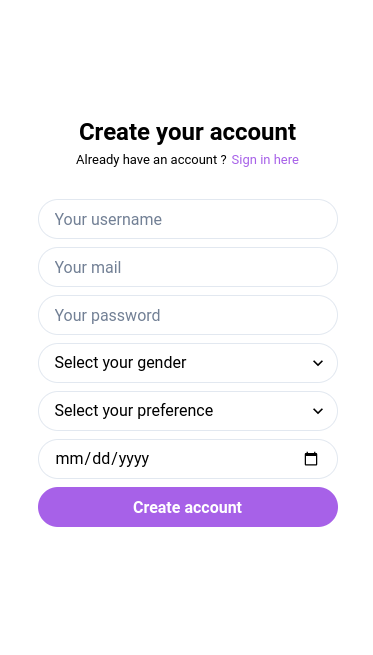 Create your account
Already have an account ? Sign in here
Your username
Your mail
Your password
Select your gender
Select your preference
mm/dd/yyyy
Create account